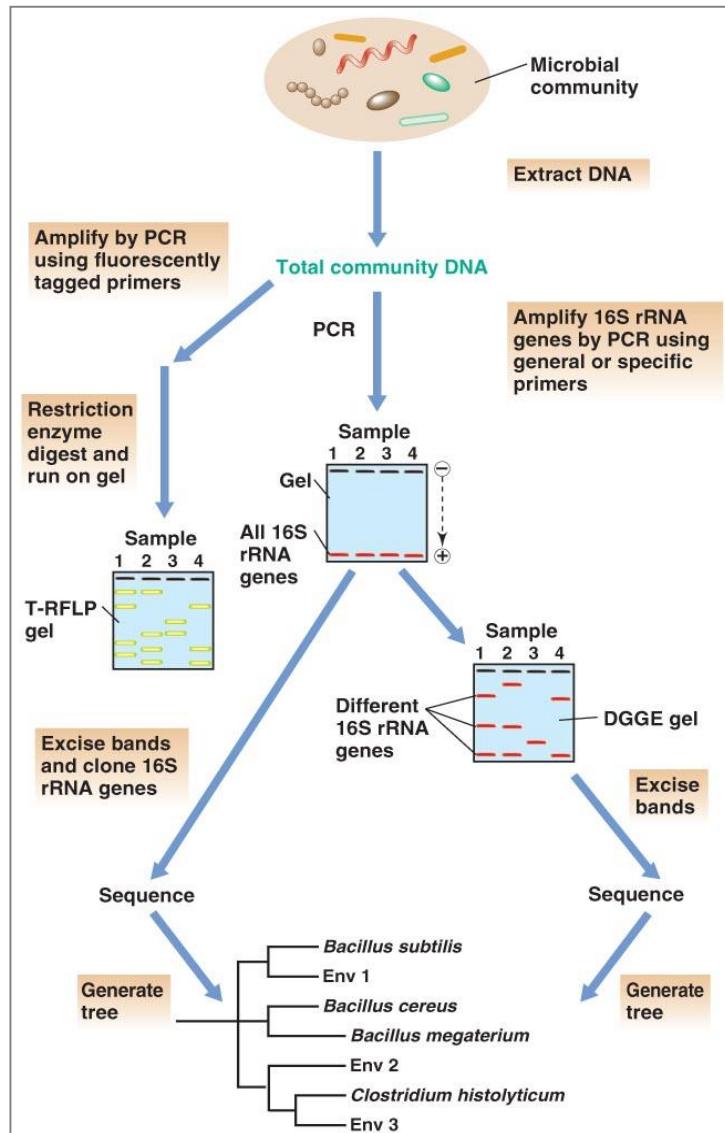 Microbial
community
Extract DNA
Amplify by PCR
using fluorescently
tagged primers
Total community DNA
PCR
Amplify 16S rRNA
genes by PCR using
general or specific
primers
Restriction
enzyme
digest and
run on gel
Sample
1 2 3 4
Gel
−
+
All 16S
rRNA
genes
Sample
1 2 3 4
T-RFLP
gel
Sample
1 2 3 4
Different
16S rRNA
genes
DGGE gel
Excise bands
and clone 16S
rRNA genes
Excise
bands
Sequence
Sequence
Generate
tree
Generate
tree
Bacillus subtilis
Env 1
Bacillus cereus
Bacillus megaterium
Env 2
Clostridium histolyticum
Env 3